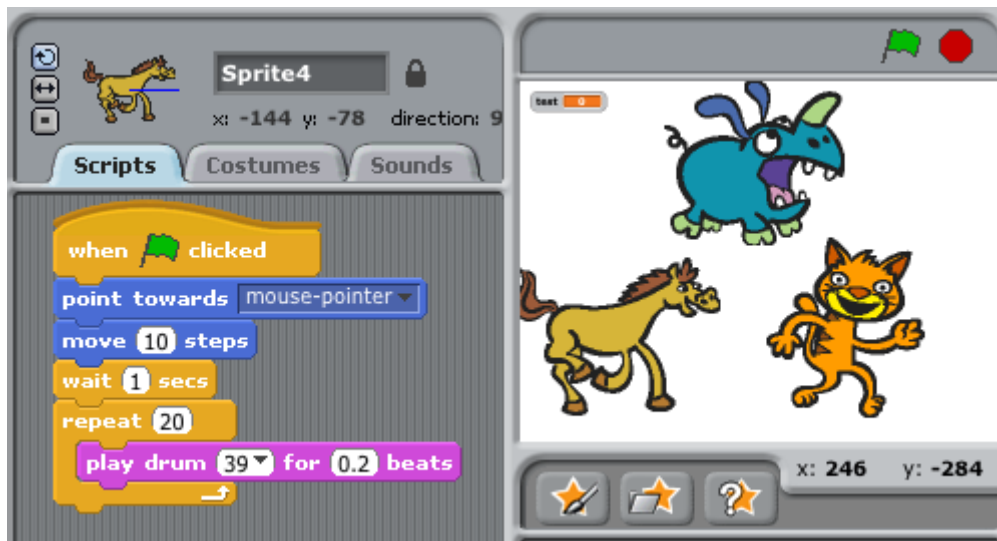 Sprite4
x: -144 y: -78 direction: 9
Scripts Costumes Sounds
when clicked
point towards mouse-pointer
move 10 steps
wait 1 secs
repeat 20
play drum 39 for 0.2 beats
test 0
x: 246 y: -284